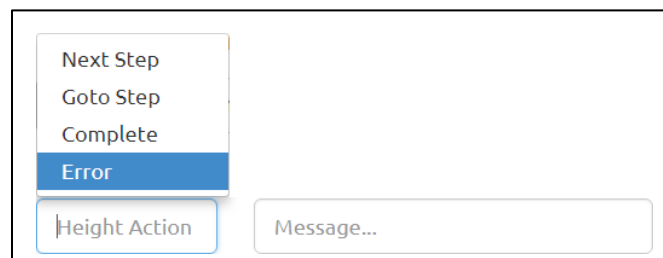 Next Step
Goto Step
Complete
Error
Height Action
Message...